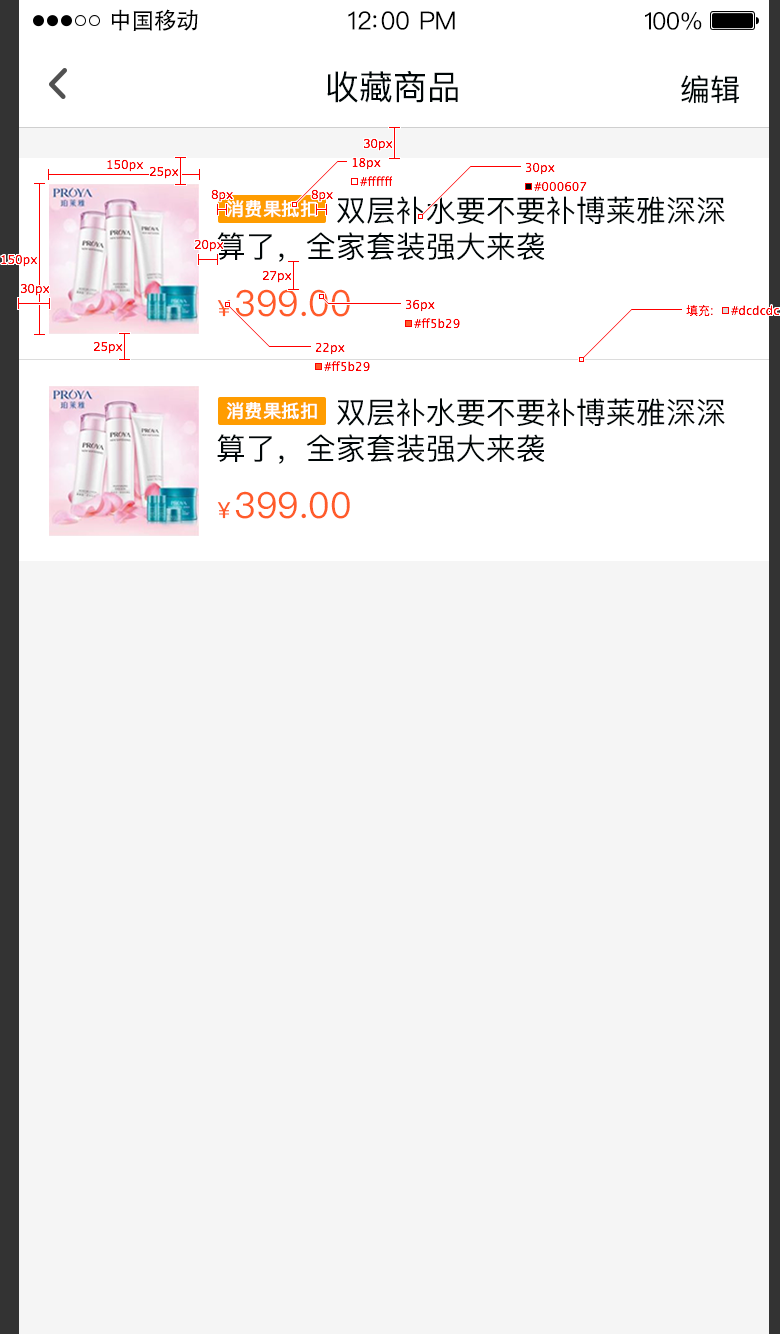 中国移动 12:00 PM 100%
收藏商品 编辑
30px
150px 25px 18px 30px
#ffffff #000607
8px 8px
PROYA
珀莱雅
消费果抵扣 双层补水要不要补博莱雅深深
算了，全家套装强大来袭
20px
150px
27px
30px
¥399.00
36px
#ff5b29
填充: #dcdcdc
25px
22px
#ff5b29
PROYA
珀莱雅
消费果抵扣 双层补水要不要补博莱雅深深
算了，全家套装强大来袭
¥399.00